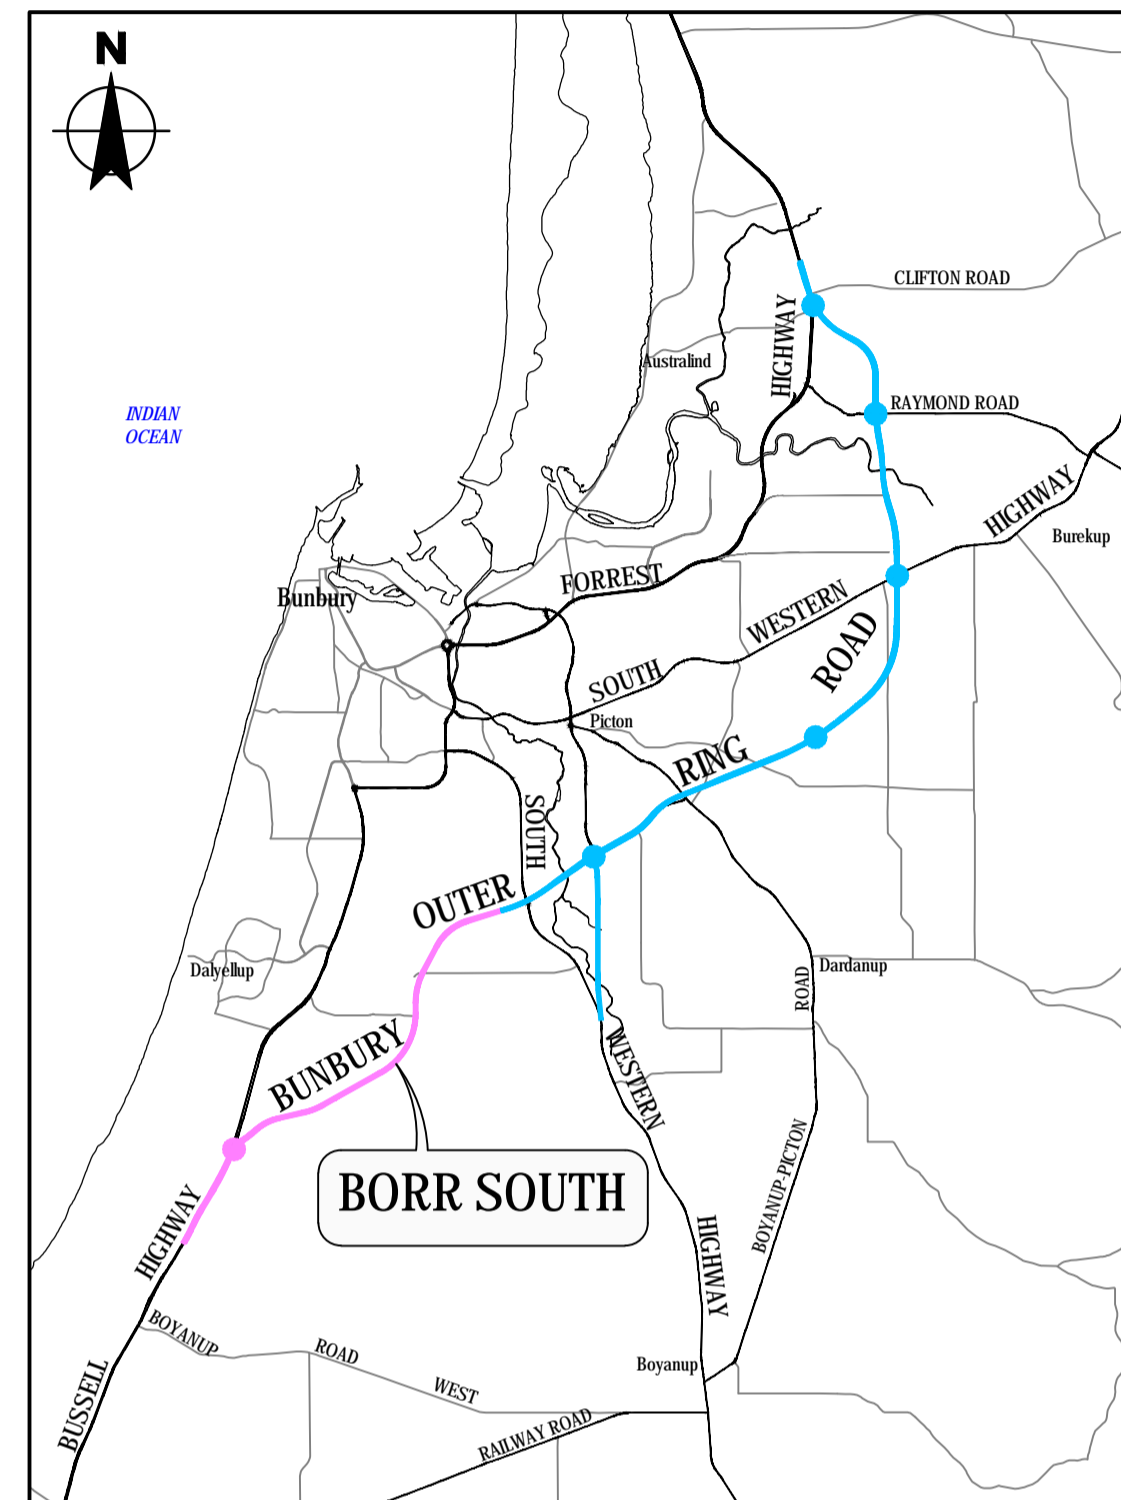 N
CLIFTON ROAD
HIGHWAY
Australind
RAYMOND ROAD
INDIAN
OCEAN
HIGHWAY
Burekup
FORREST
Bunbury
WESTERN
ROAD
SOUTH
Picton
RING
SOUTH
OUTER
Dalyellup
Dardanup
ROAD
BUNBURY
WESTERN
BORR SOUTH
BOYANUP-PICTON
HIGHWAY
HIGHWAY
BOYANUP
ROAD
WEST
Boyanup
BUSSELL
RAILWAY ROAD